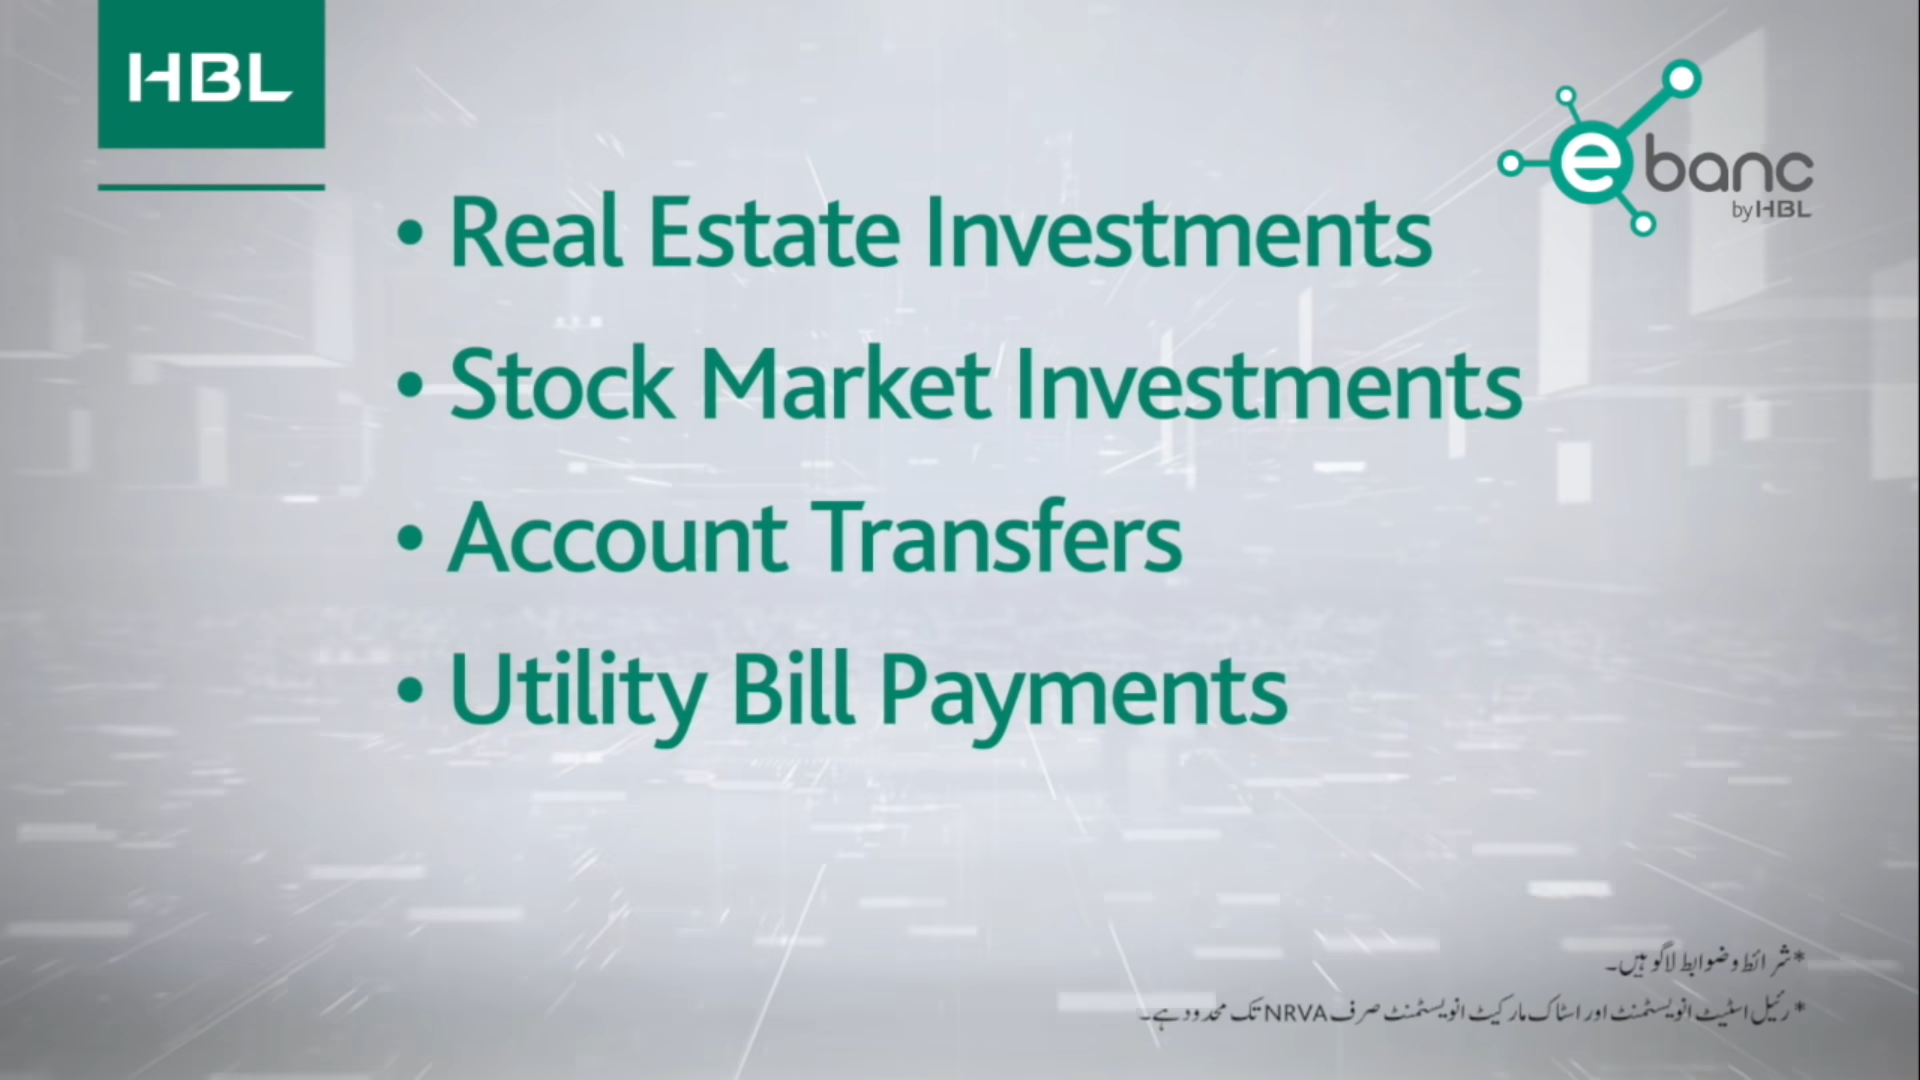 HBL
e banc
by HBL
• Real Estate Investments
• Stock Market Investments
• Account Transfers
• Utility Bill Payments
*شرائط و ضوابط لاگو ہیں۔
*رئیل اسٹیٹ انویسٹمنٹ اور اسٹاک مارکیٹ انویسٹمنٹ صرف NRVA تک محدود ہے۔